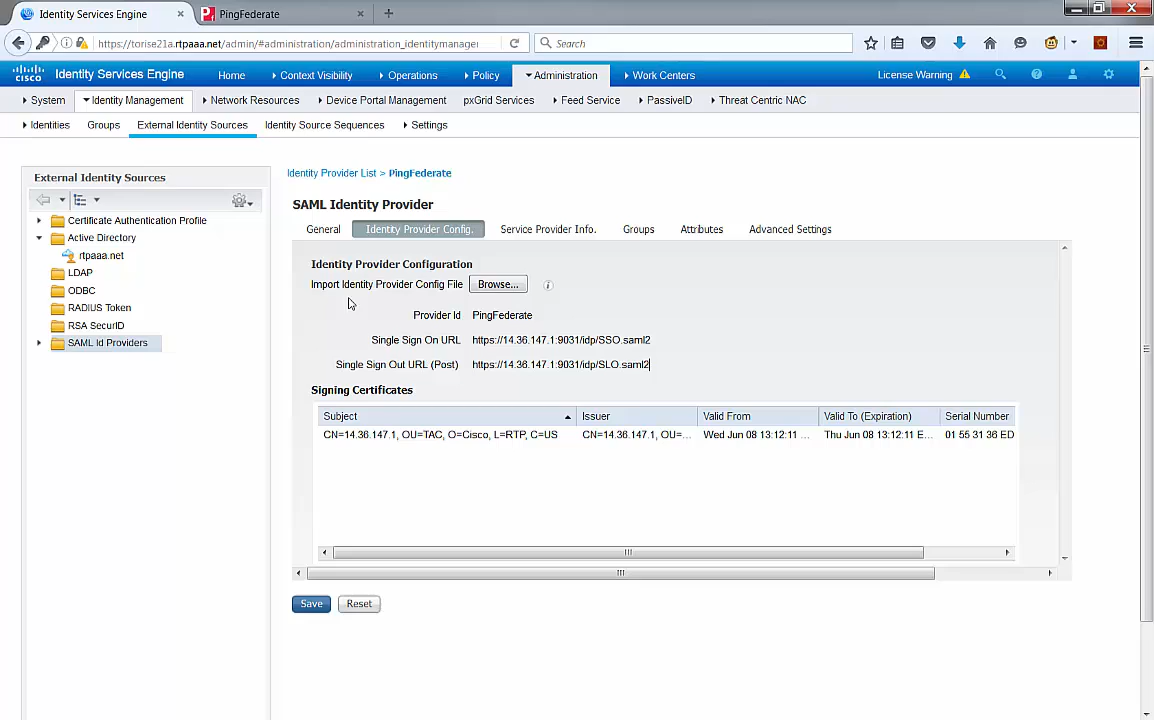 Identity Services Engine
PingFederate
https://torise21a.rtpaaa.net/admin/#administration/administration_identitymanager
Search
cisco Identity Services Engine
Home
Context Visibility
Operations
Policy
Administration
Work Centers
License Warning
System
Identity Management
Network Resources
Device Portal Management
pxGrid Services
Feed Service
PassiveID
Threat Centric NAC
Identities
Groups
External Identity Sources
Identity Source Sequences
Settings
External Identity Sources
Certificate Authentication Profile
Active Directory
rtpaaa.net
LDAP
ODBC
RADIUS Token
RSA SecurID
SAML Id Providers
Identity Provider List > PingFederate
SAML Identity Provider
General
Identity Provider Config.
Service Provider Info.
Groups
Attributes
Advanced Settings
Identity Provider Configuration
Import Identity Provider Config File Browse...
Provider Id PingFederate
Single Sign On URL https://14.36.147.1:9031/idp/SSO.saml2
Single Sign Out URL (Post) https://14.36.147.1:9031/idp/SLO.saml2
Signing Certificates
Subject Issuer Valid From Valid To (Expiration) Serial Number
CN=14.36.147.1, OU=TAC, O=Cisco, L=RTP, C=US CN=14.36.147.1, OU=... Wed Jun 08 13:12:11 ... Thu Jun 08 13:12:11 E... 01 55 31 36 ED
Save Reset